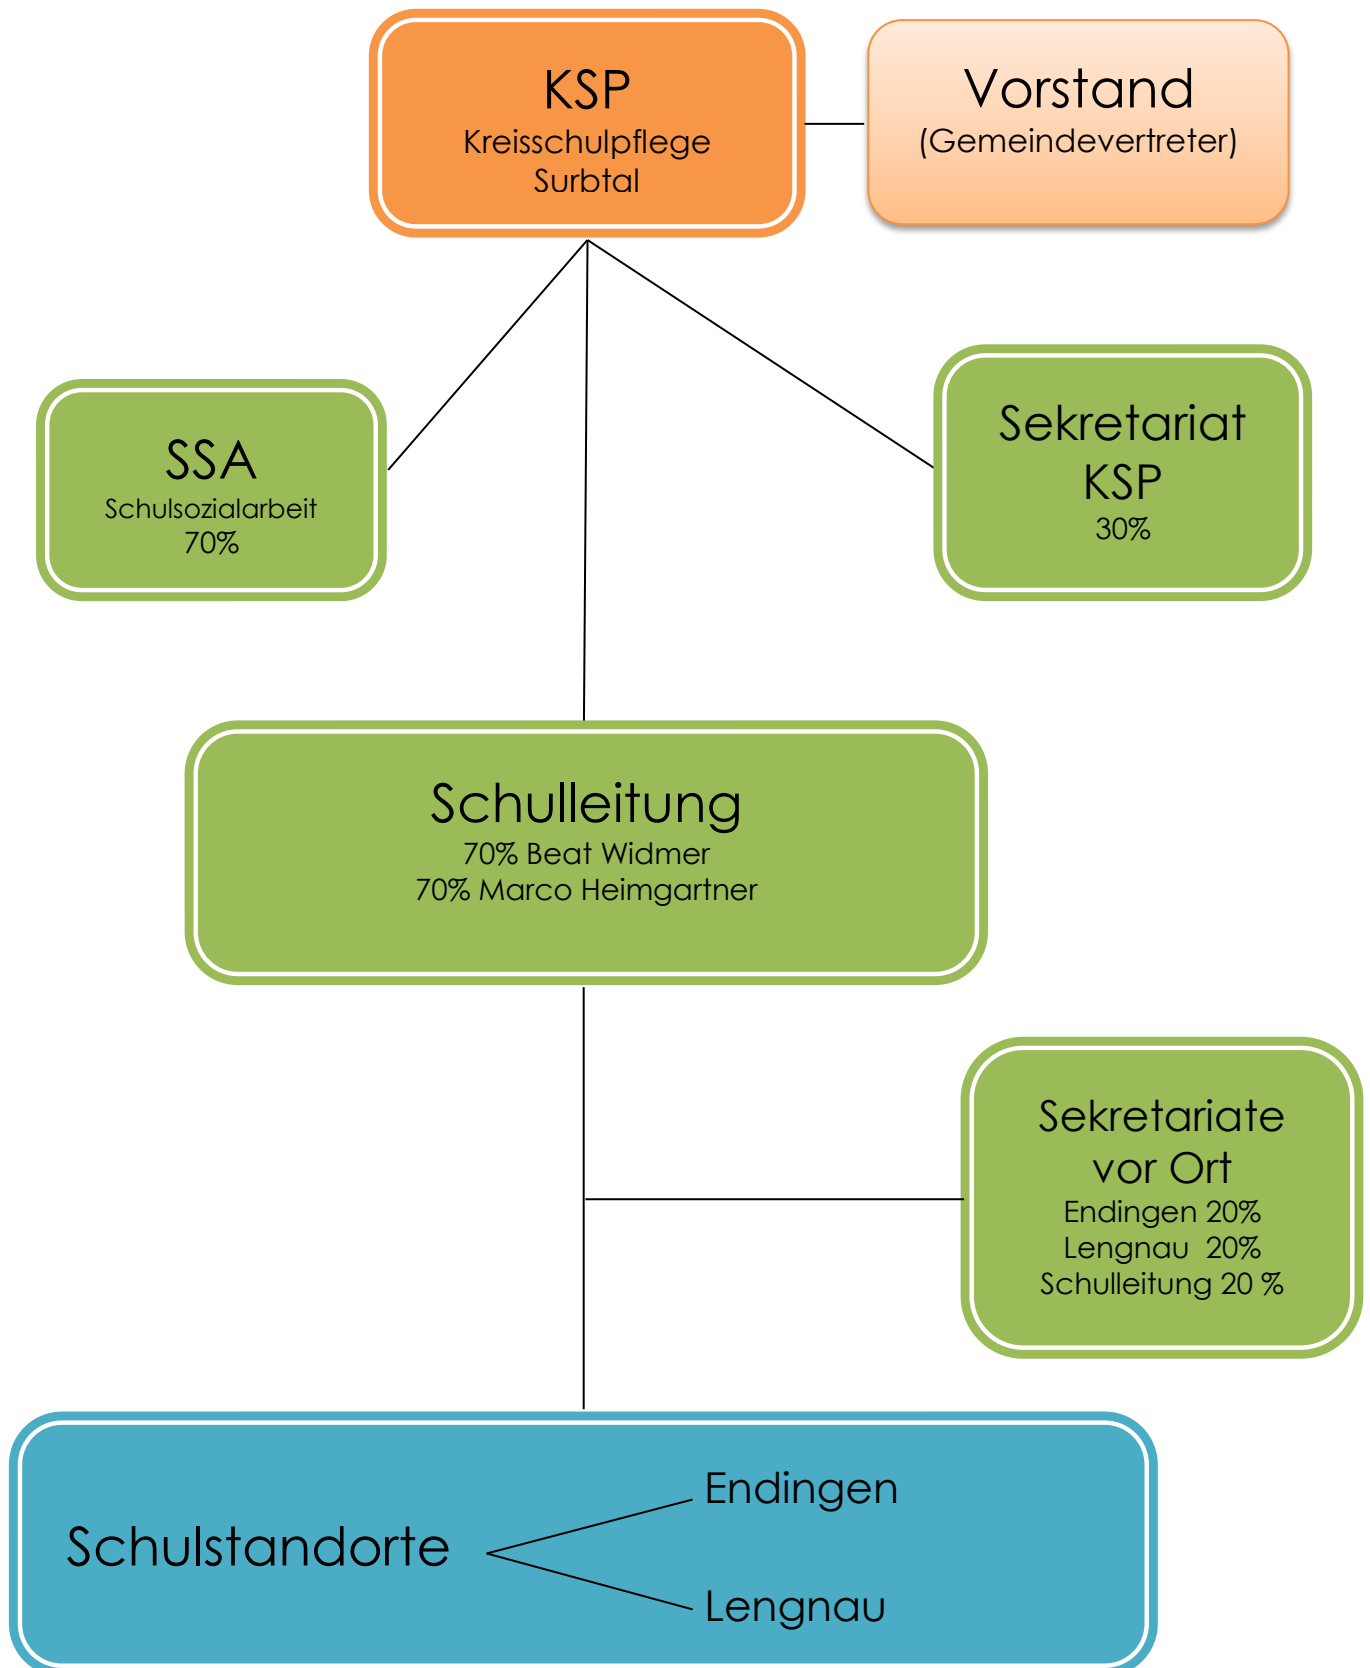 KSP
Kreisschulpflege
Surbtal
Vorstand
(Gemeindevertreter)
SSA
Schulsozialarbeit
70%
Sekretariat
KSP
30%
Schulleitung
70% Beat Widmer
70% Marco Heimgartner
Sekretariate
vor Ort
Endingen 20%
Lengnau  20%
Schulleitung 20 %
Schulstandorte
Endingen
Lengnau